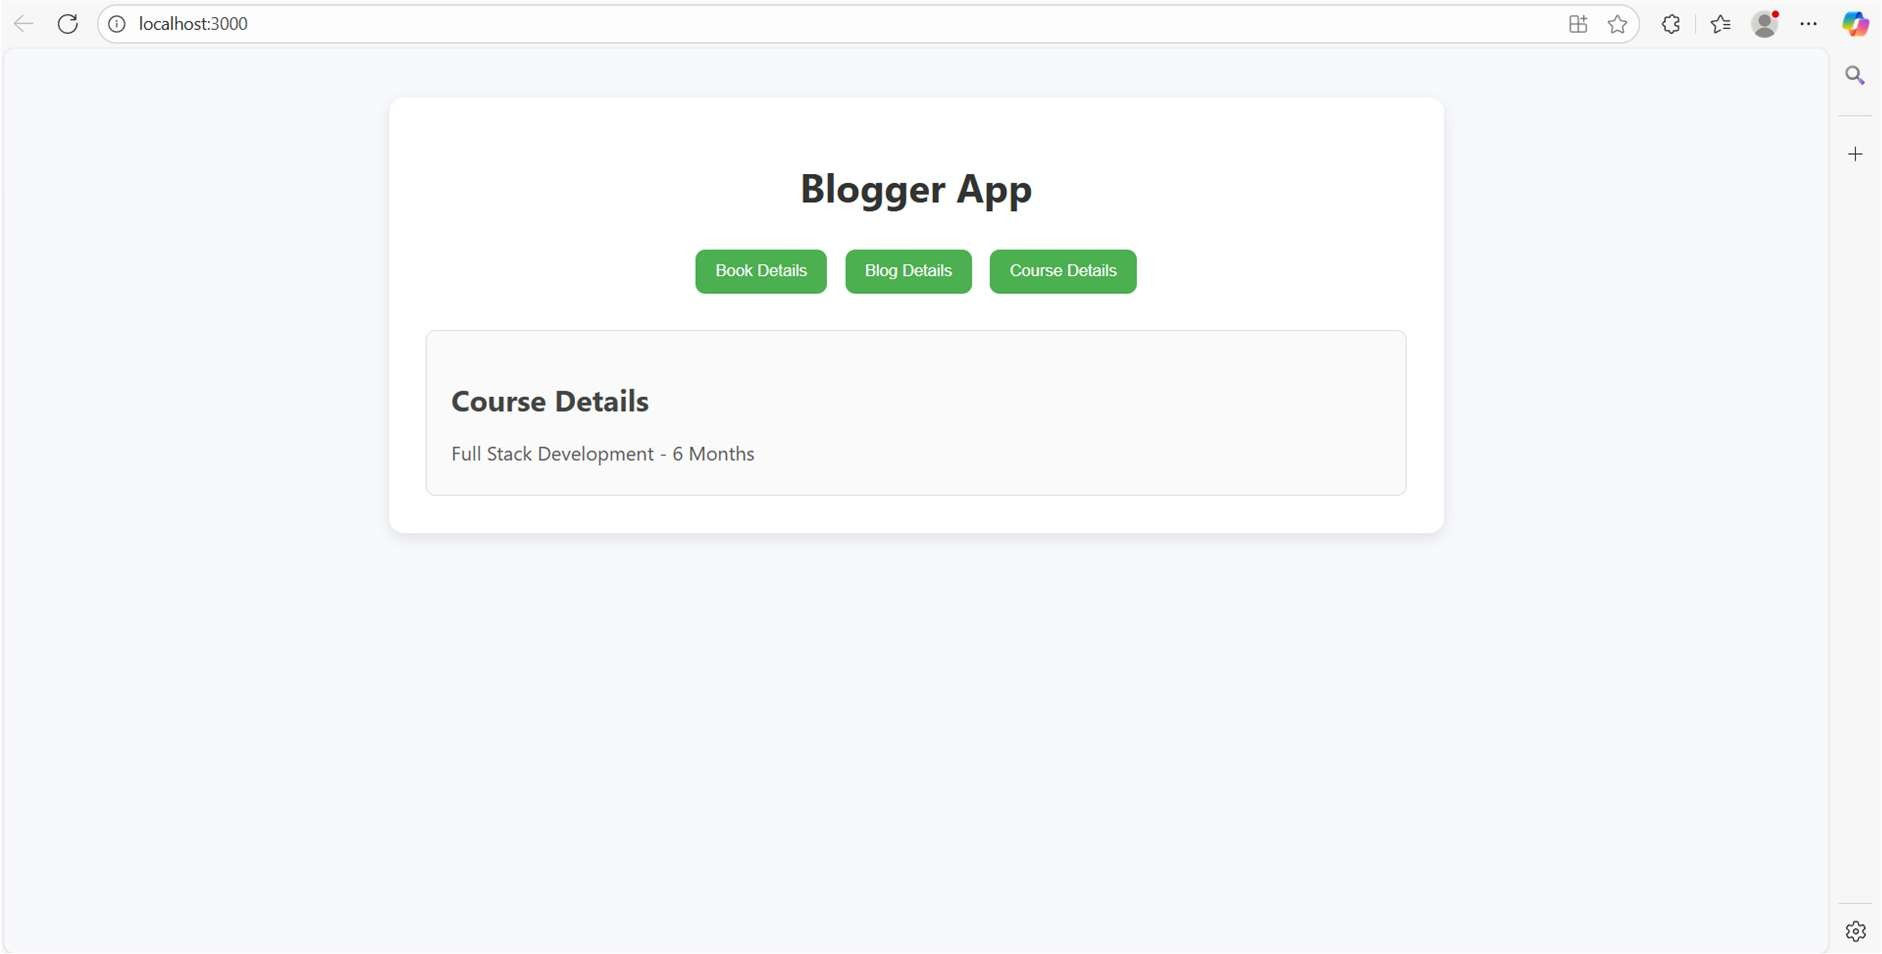 localhost:3000
Blogger App
Book Details
Blog Details
Course Details
Course Details
Full Stack Development - 6 Months